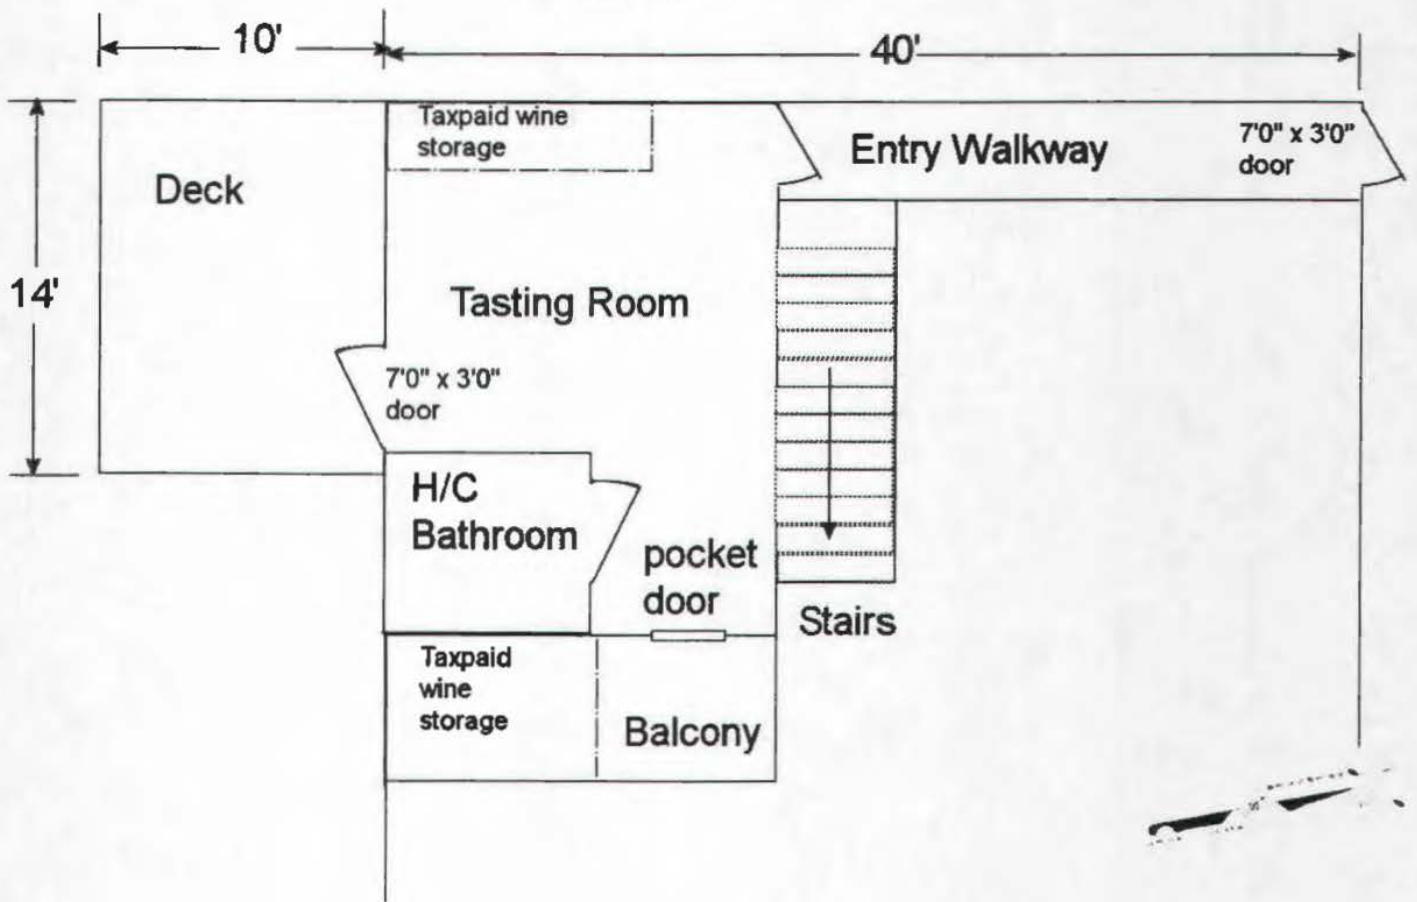 10'
40'
Taxpaid wine
storage
Entry Walkway
7'0" x 3'0"
door
Deck
14'
Tasting Room
7'0" x 3'0"
door
H/C
Bathroom
pocket
door
Stairs
Taxpaid
wine
storage
Balcony